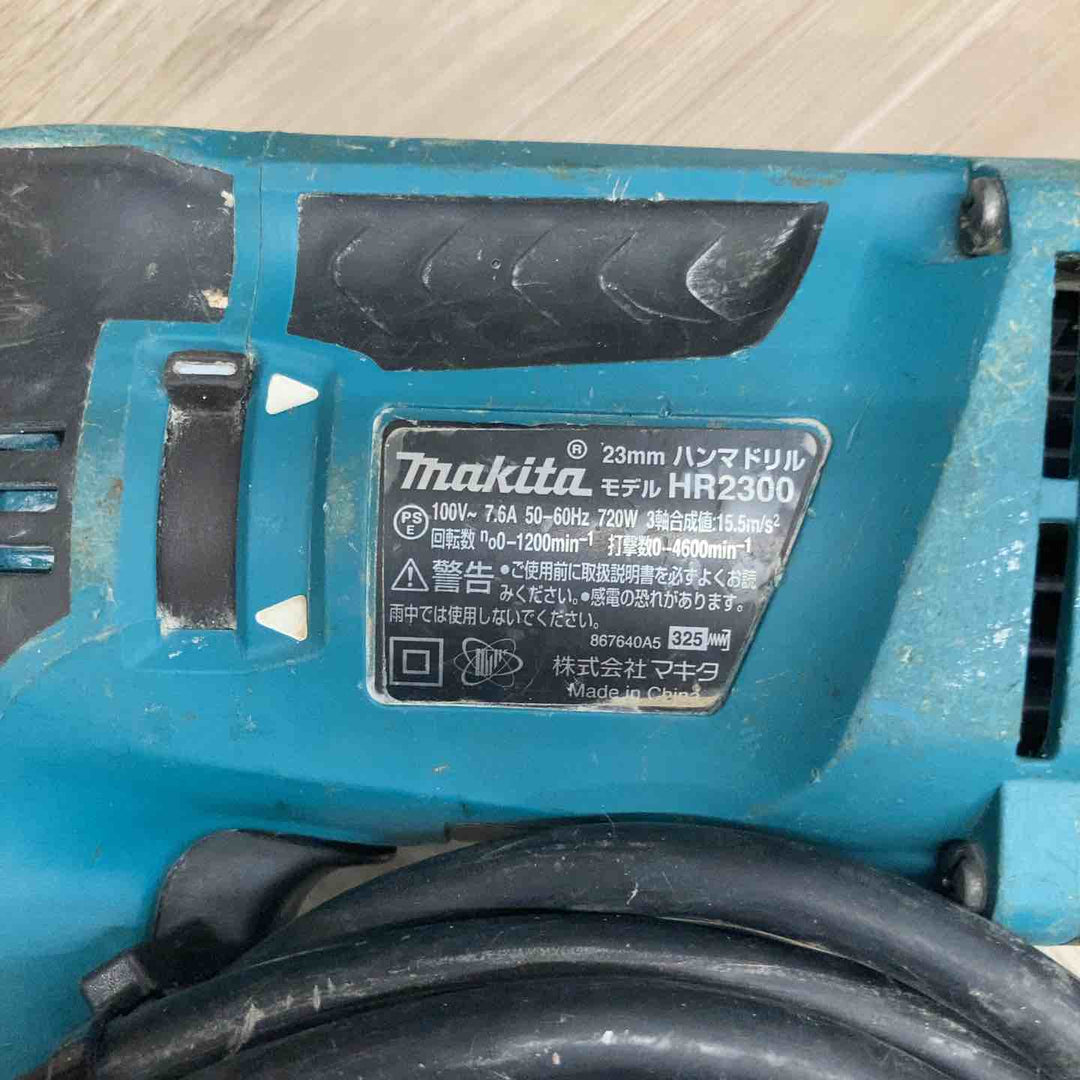 makita® 23mm ハンマドリル
モデル HR2300
PSE 100V~ 7.6A 50-60Hz 720W 3軸合成値:15.5m/s²
回転数 n₀0-1200min⁻¹ 打撃数0-4600min⁻¹
警告 ●ご使用前に取扱説明書を必ずよくお読
みください。●感電の恐れがあります。
雨中では使用しないでください。
867640A5 325
株式会社 マキタ
Made in China